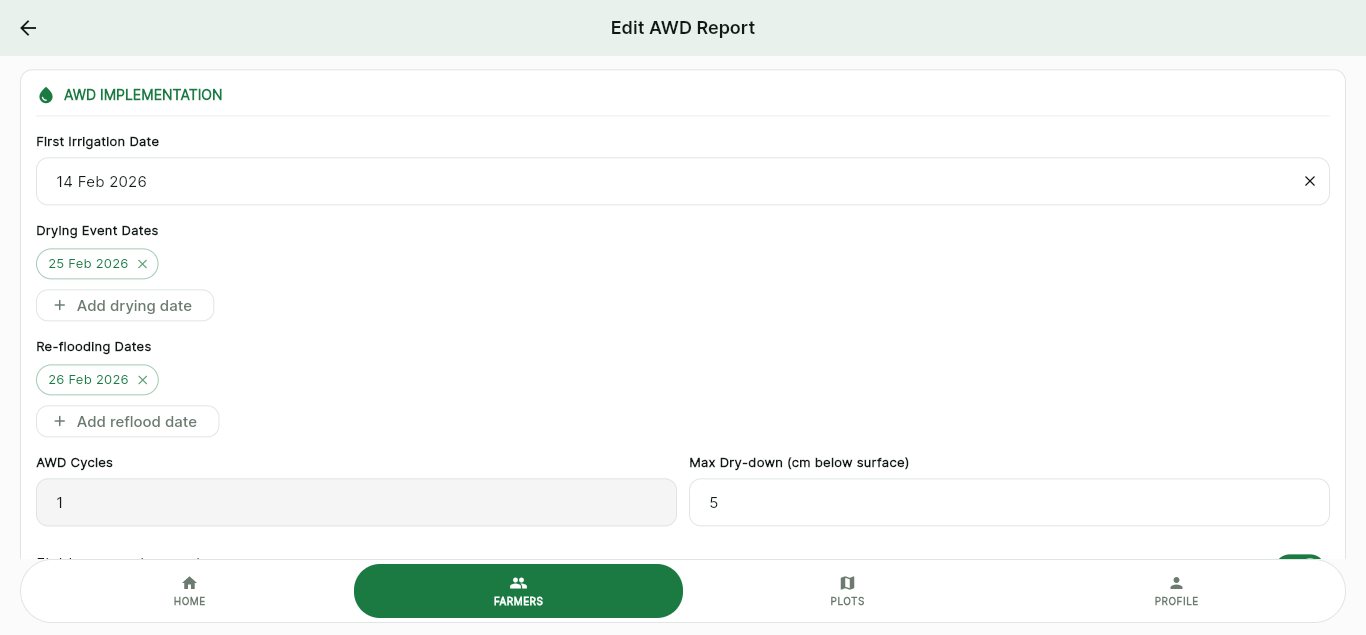 Edit AWD Report
AWD IMPLEMENTATION
First Irrigation Date
14 Feb 2026
Drying Event Dates
25 Feb 2026
Add drying date
Re-flooding Dates
26 Feb 2026
Add reflood date
AWD Cycles
Max Dry-down (cm below surface)
1
5
HOME
FARMERS
PLOTS
PROFILE